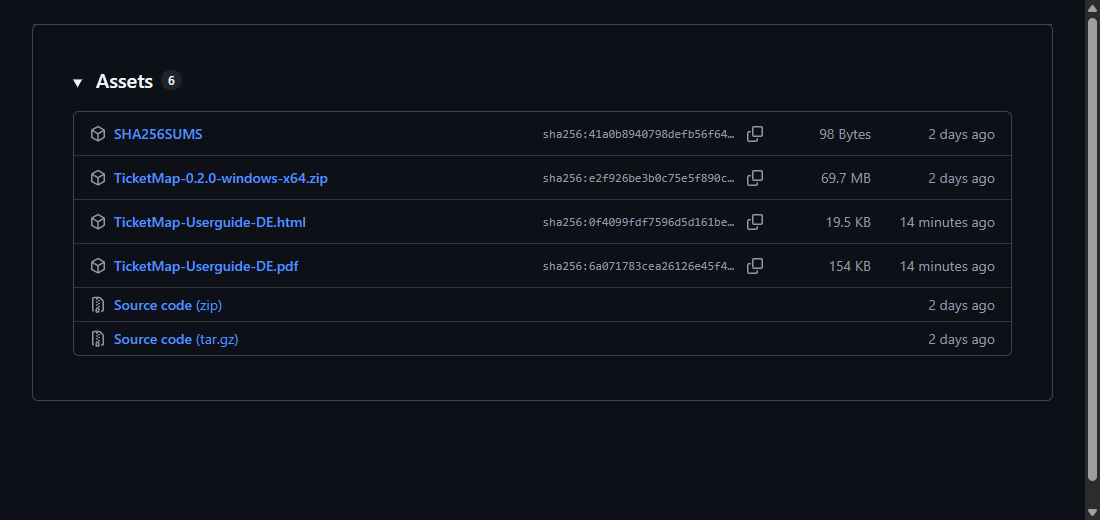 Assets 6
SHA256SUMS sha256:41a0b8940798defb56f64… 98 Bytes 2 days ago
TicketMap-0.2.0-windows-x64.zip sha256:e2f926be3b0c75e5f890c… 69.7 MB 2 days ago
TicketMap-Userguide-DE.html sha256:0f4099fdf7596d5d161be… 19.5 KB 14 minutes ago
TicketMap-Userguide-DE.pdf sha256:6a071783cea26126e45f4… 154 KB 14 minutes ago
Source code (zip) 2 days ago
Source code (tar.gz) 2 days ago